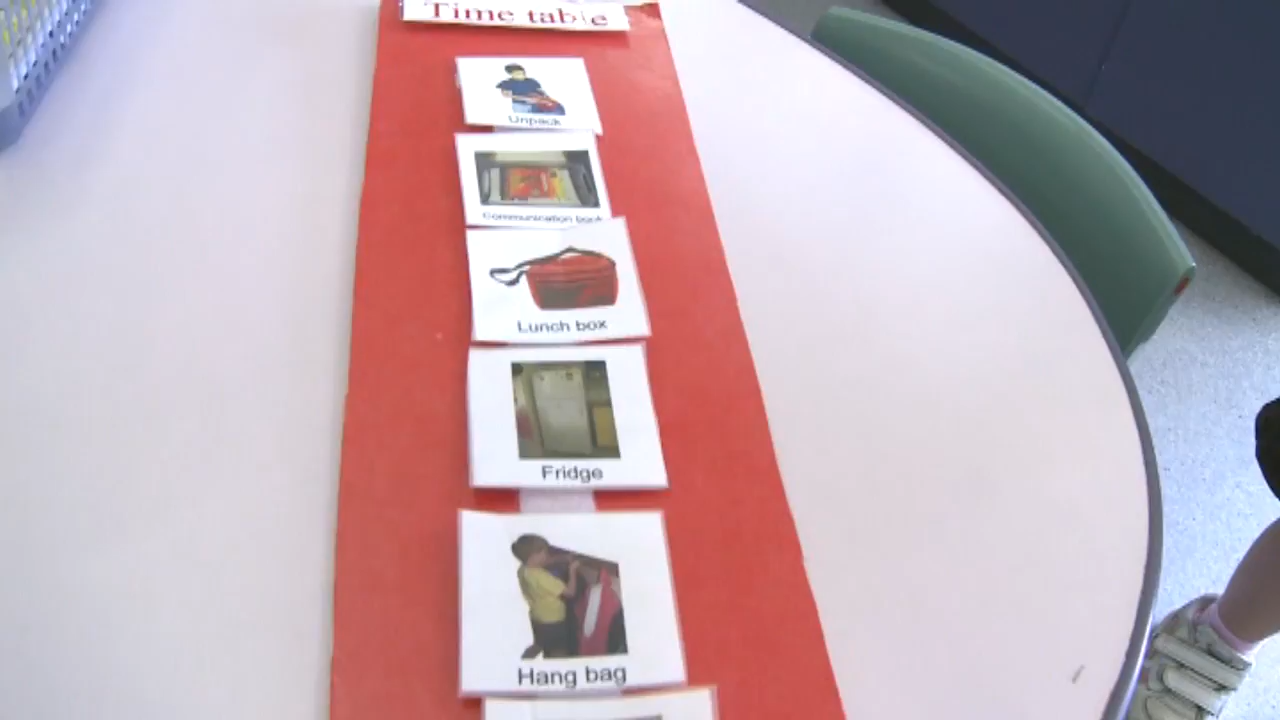 Time table
Unpack
Communication book
Lunch box
Fridge
Hang bag